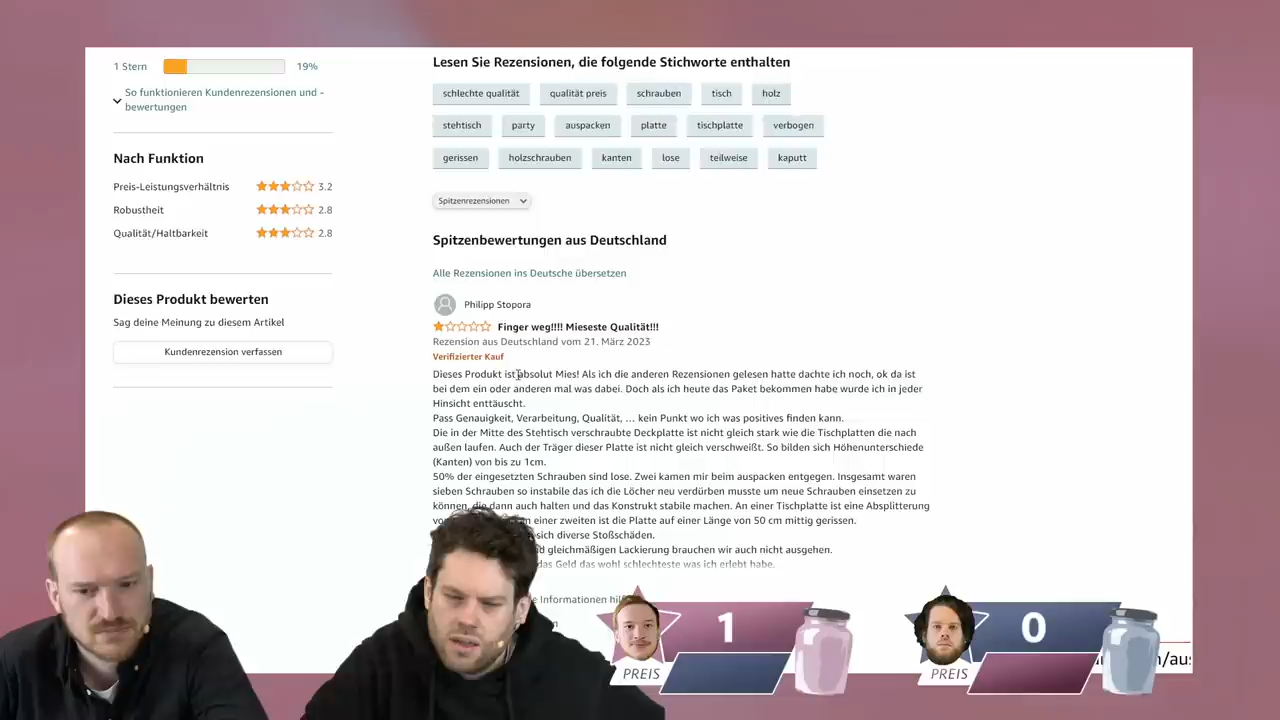 1 Stern 19%
So funktionieren Kundenrezensionen und -
bewertungen
Nach Funktion
Preis-Leistungsverhältnis 3.2
Robustheit 2.8
Qualität/Haltbarkeit 2.8
Dieses Produkt bewerten
Sag deine Meinung zu diesem Artikel
Kundenrezension verfassen
Lesen Sie Rezensionen, die folgende Stichworte enthalten
schlechte qualität qualität preis schrauben tisch holz
stehtisch party auspacken platte tischplatte verbogen
gerissen holzschrauben kanten lose teilweise kaputt
Spitzenrezensionen
Spitzenbewertungen aus Deutschland
Alle Rezensionen ins Deutsche übersetzen
Philipp Stopora
Finger weg!!!! Mieseste Qualität!!!
Rezension aus Deutschland vom 21. März 2023
Verifizierter Kauf
Dieses Produkt ist absolut Mies! Als ich die anderen Rezensionen gelesen hatte dachte ich noch, ok da ist
bei dem ein oder anderen mal was dabei. Doch als ich heute das Paket bekommen habe wurde ich in jeder
Hinsicht enttäuscht.
Pass Genauigkeit, Verarbeitung, Qualität, ... kein Punkt wo ich was positives finden kann.
Die in der Mitte des Stehtisch verschraubte Deckplatte ist nicht gleich stark wie die Tischplatten die nach
außen laufen. Auch der Träger dieser Platte ist nicht gleich verschweißt. So bilden sich Höhenunterschiede
(Kanten) von bis zu 1cm.
50% der eingesetzten Schrauben sind lose. Zwei kamen mir beim auspacken entgegen. Insgesamt waren
sieben Schrauben so instabile das ich die Löcher neu verdürben musste um neue Schrauben einsetzen zu
können, die dann auch halten und das Konstrukt stabile machen. An einer Tischplatte ist eine Absplitterung
einer zweiten ist die Platte auf einer Länge von 50 cm mittig gerissen.
sich diverse Stoßschäden.
gleichmäßigen Lackierung brauchen wir auch nicht ausgehen.
das Geld das wohl schlechteste was ich erlebt habe.
Informationen
1 0
PREIS PREIS